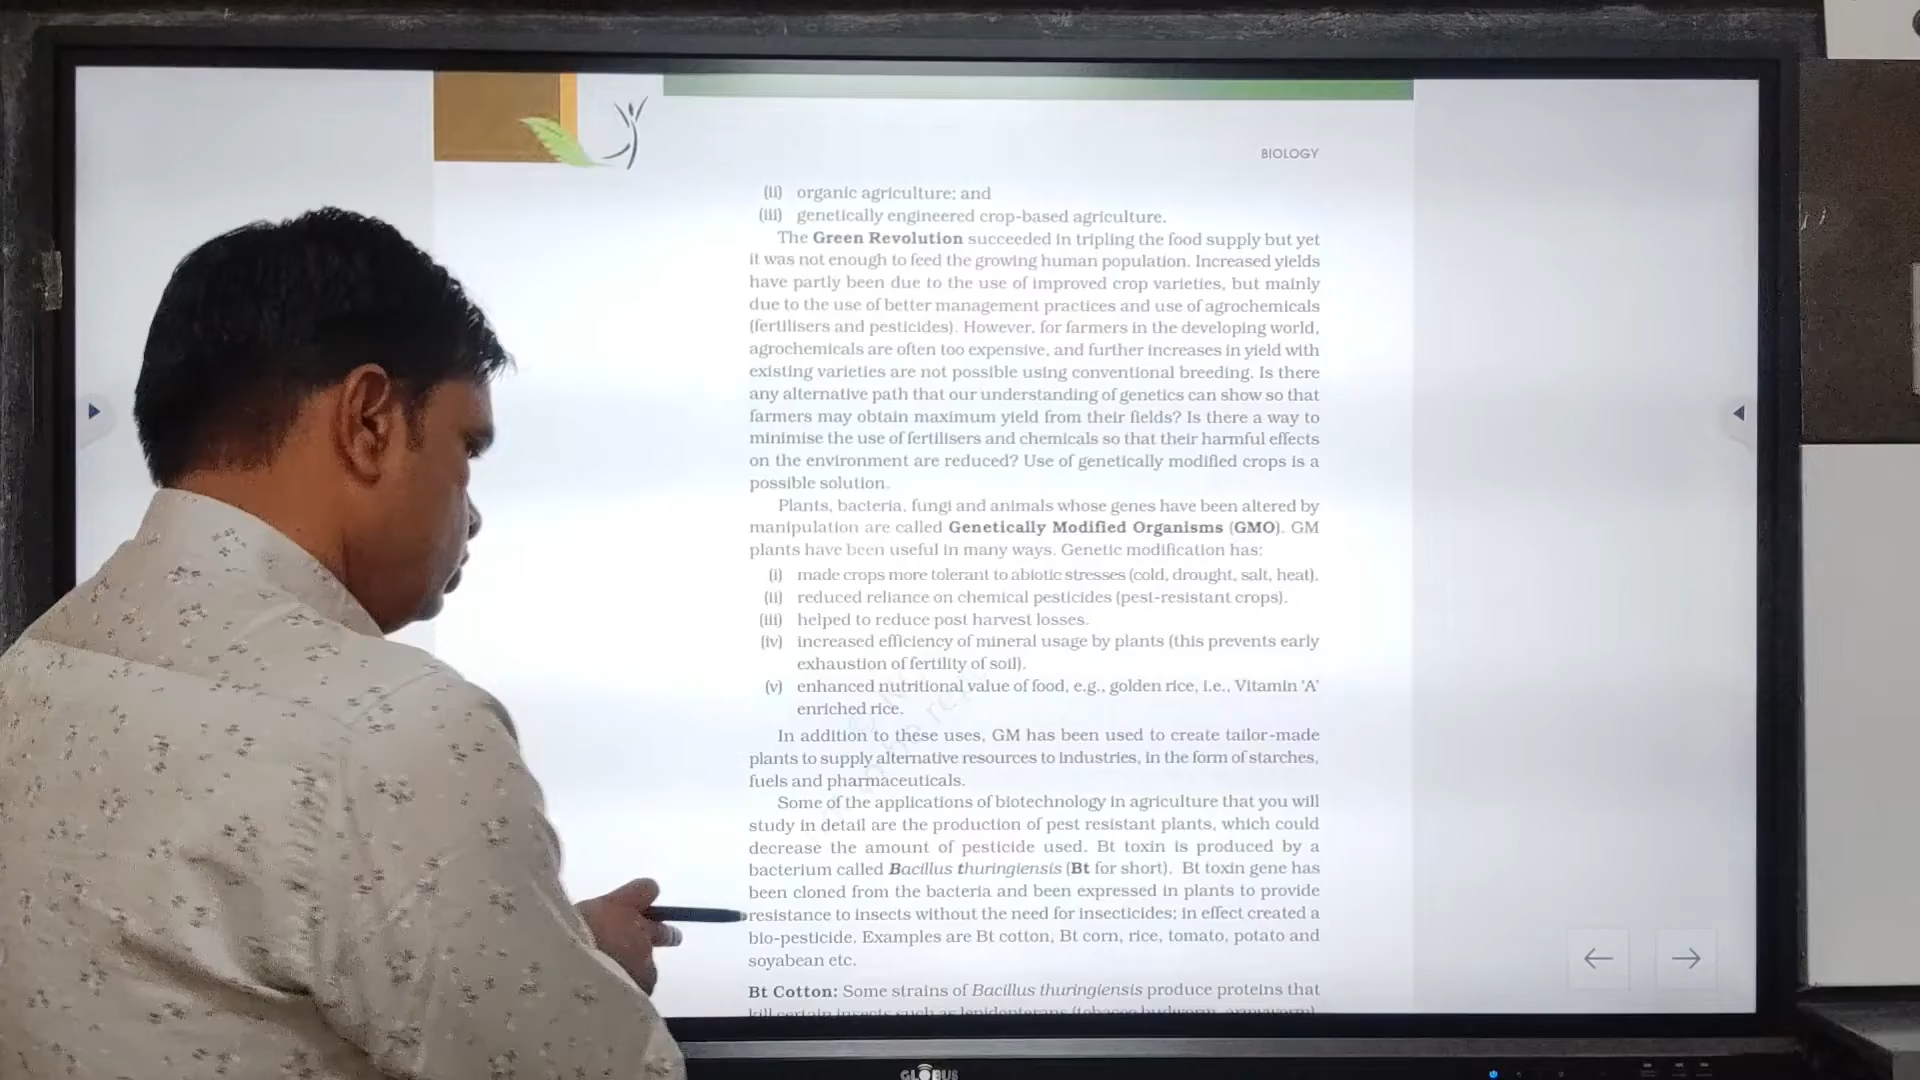 BIOLOGY
(ii) organic agriculture; and
(iii) genetically engineered crop-based agriculture.
The Green Revolution succeeded in tripling the food supply but yet
it was not enough to feed the growing human population. Increased yields
have partly been due to the use of improved crop varieties, but mainly
due to the use of better management practices and use of agrochemicals
(fertilisers and pesticides). However, for farmers in the developing world,
agrochemicals are often too expensive, and further increases in yield with
existing varieties are not possible using conventional breeding. Is there
any alternative path that our understanding of genetics can show so that
farmers may obtain maximum yield from their fields? Is there a way to
minimise the use of fertilisers and chemicals so that their harmful effects
on the environment are reduced? Use of genetically modified crops is a
possible solution.
Plants, bacteria, fungi and animals whose genes have been altered by
manipulation are called Genetically Modified Organisms (GMO). GM
plants have been useful in many ways. Genetic modification has:
(i) made crops more tolerant to abiotic stresses (cold, drought, salt, heat).
(ii) reduced reliance on chemical pesticides (pest-resistant crops).
(iii) helped to reduce post harvest losses.
(iv) increased efficiency of mineral usage by plants (this prevents early
exhaustion of fertility of soil).
(v) enhanced nutritional value of food, e.g., golden rice, i.e., Vitamin ‘A’
enriched rice.
In addition to these uses, GM has been used to create tailor-made
plants to supply alternative resources to industries, in the form of starches,
fuels and pharmaceuticals.
Some of the applications of biotechnology in agriculture that you will
study in detail are the production of pest resistant plants, which could
decrease the amount of pesticide used. Bt toxin is produced by a
bacterium called Bacillus thuringiensis (Bt for short). Bt toxin gene has
been cloned from the bacteria and been expressed in plants to provide
resistance to insects without the need for insecticides; in effect created a
bio-pesticide. Examples are Bt cotton, Bt corn, rice, tomato, potato and
soyabean etc.
Bt Cotton: Some strains of Bacillus thuringiensis produce proteins that
kill certain insects such as lepidopterans (tobacco budworm, armyworm),
GLOBUS